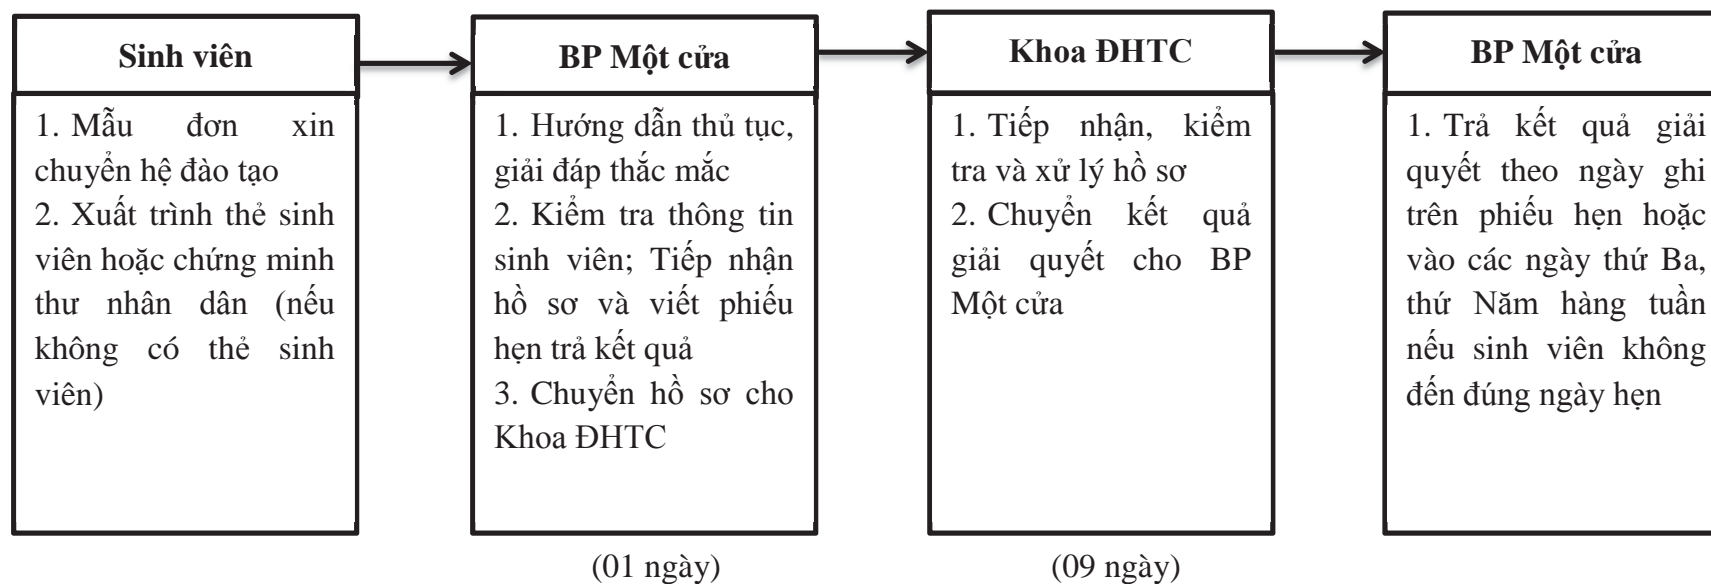 Sinh viên
1. Mẫu đơn xin
chuyển hệ đào tạo
2. Xuất trình thẻ sinh
viên hoặc chứng minh
thư nhân dân (nếu
không có thẻ sinh
viên)
BP Một cửa
1. Hướng dẫn thủ tục,
giải đáp thắc mắc
2. Kiểm tra thông tin
sinh viên; Tiếp nhận
hồ sơ và viết phiếu
hẹn trả kết quả
3. Chuyển hồ sơ cho
Khoa ĐHTC
(01 ngày)
Khoa ĐHTC
1. Tiếp nhận, kiểm
tra và xử lý hồ sơ
2. Chuyển kết quả
giải quyết cho BP
Một cửa
(09 ngày)
BP Một cửa
1. Trả kết quả giải
quyết theo ngày ghi
trên phiếu hẹn hoặc
vào các ngày thứ Ba,
thứ Năm hàng tuần
nếu sinh viên không
đến đúng ngày hẹn